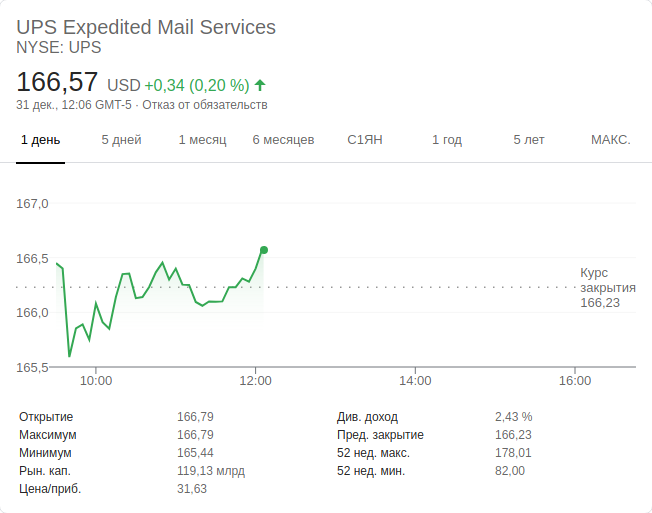 UPS Expedited Mail Services
NYSE: UPS
166,57 USD +0,34 (0,20 %)
31 дек., 12:06 GMT-5 · Отказ от обязательств
1 день 5 дней 1 месяц 6 месяцев С1ЯН 1 год 5 лет МАКС.
167,0
166,5
Курс
закрытия
166,23
166,0
165,5
10:00 12:00 14:00 16:00
Открытие 166,79 Див. доход 2,43 %
Максимум 166,79 Пред. закрытие 166,23
Минимум 165,44 52 нед. макс. 178,01
Рын. кап. 119,13 млрд 52 нед. мин. 82,00
Цена/приб. 31,63